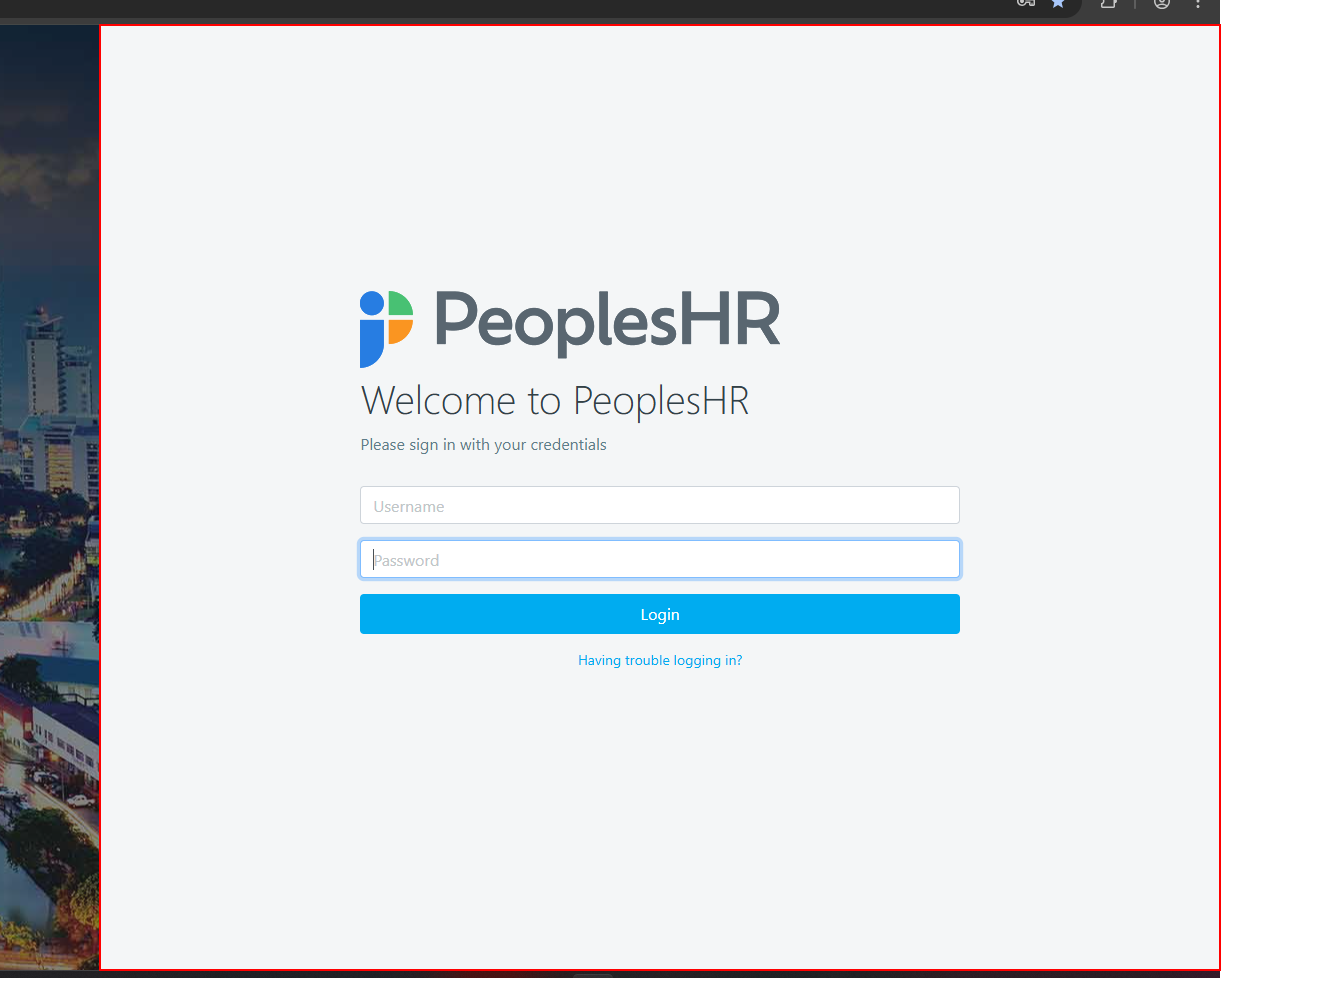 PeoplesHR
Welcome to PeoplesHR
Please sign in with your credentials
Username
Password
Login
Having trouble logging in?